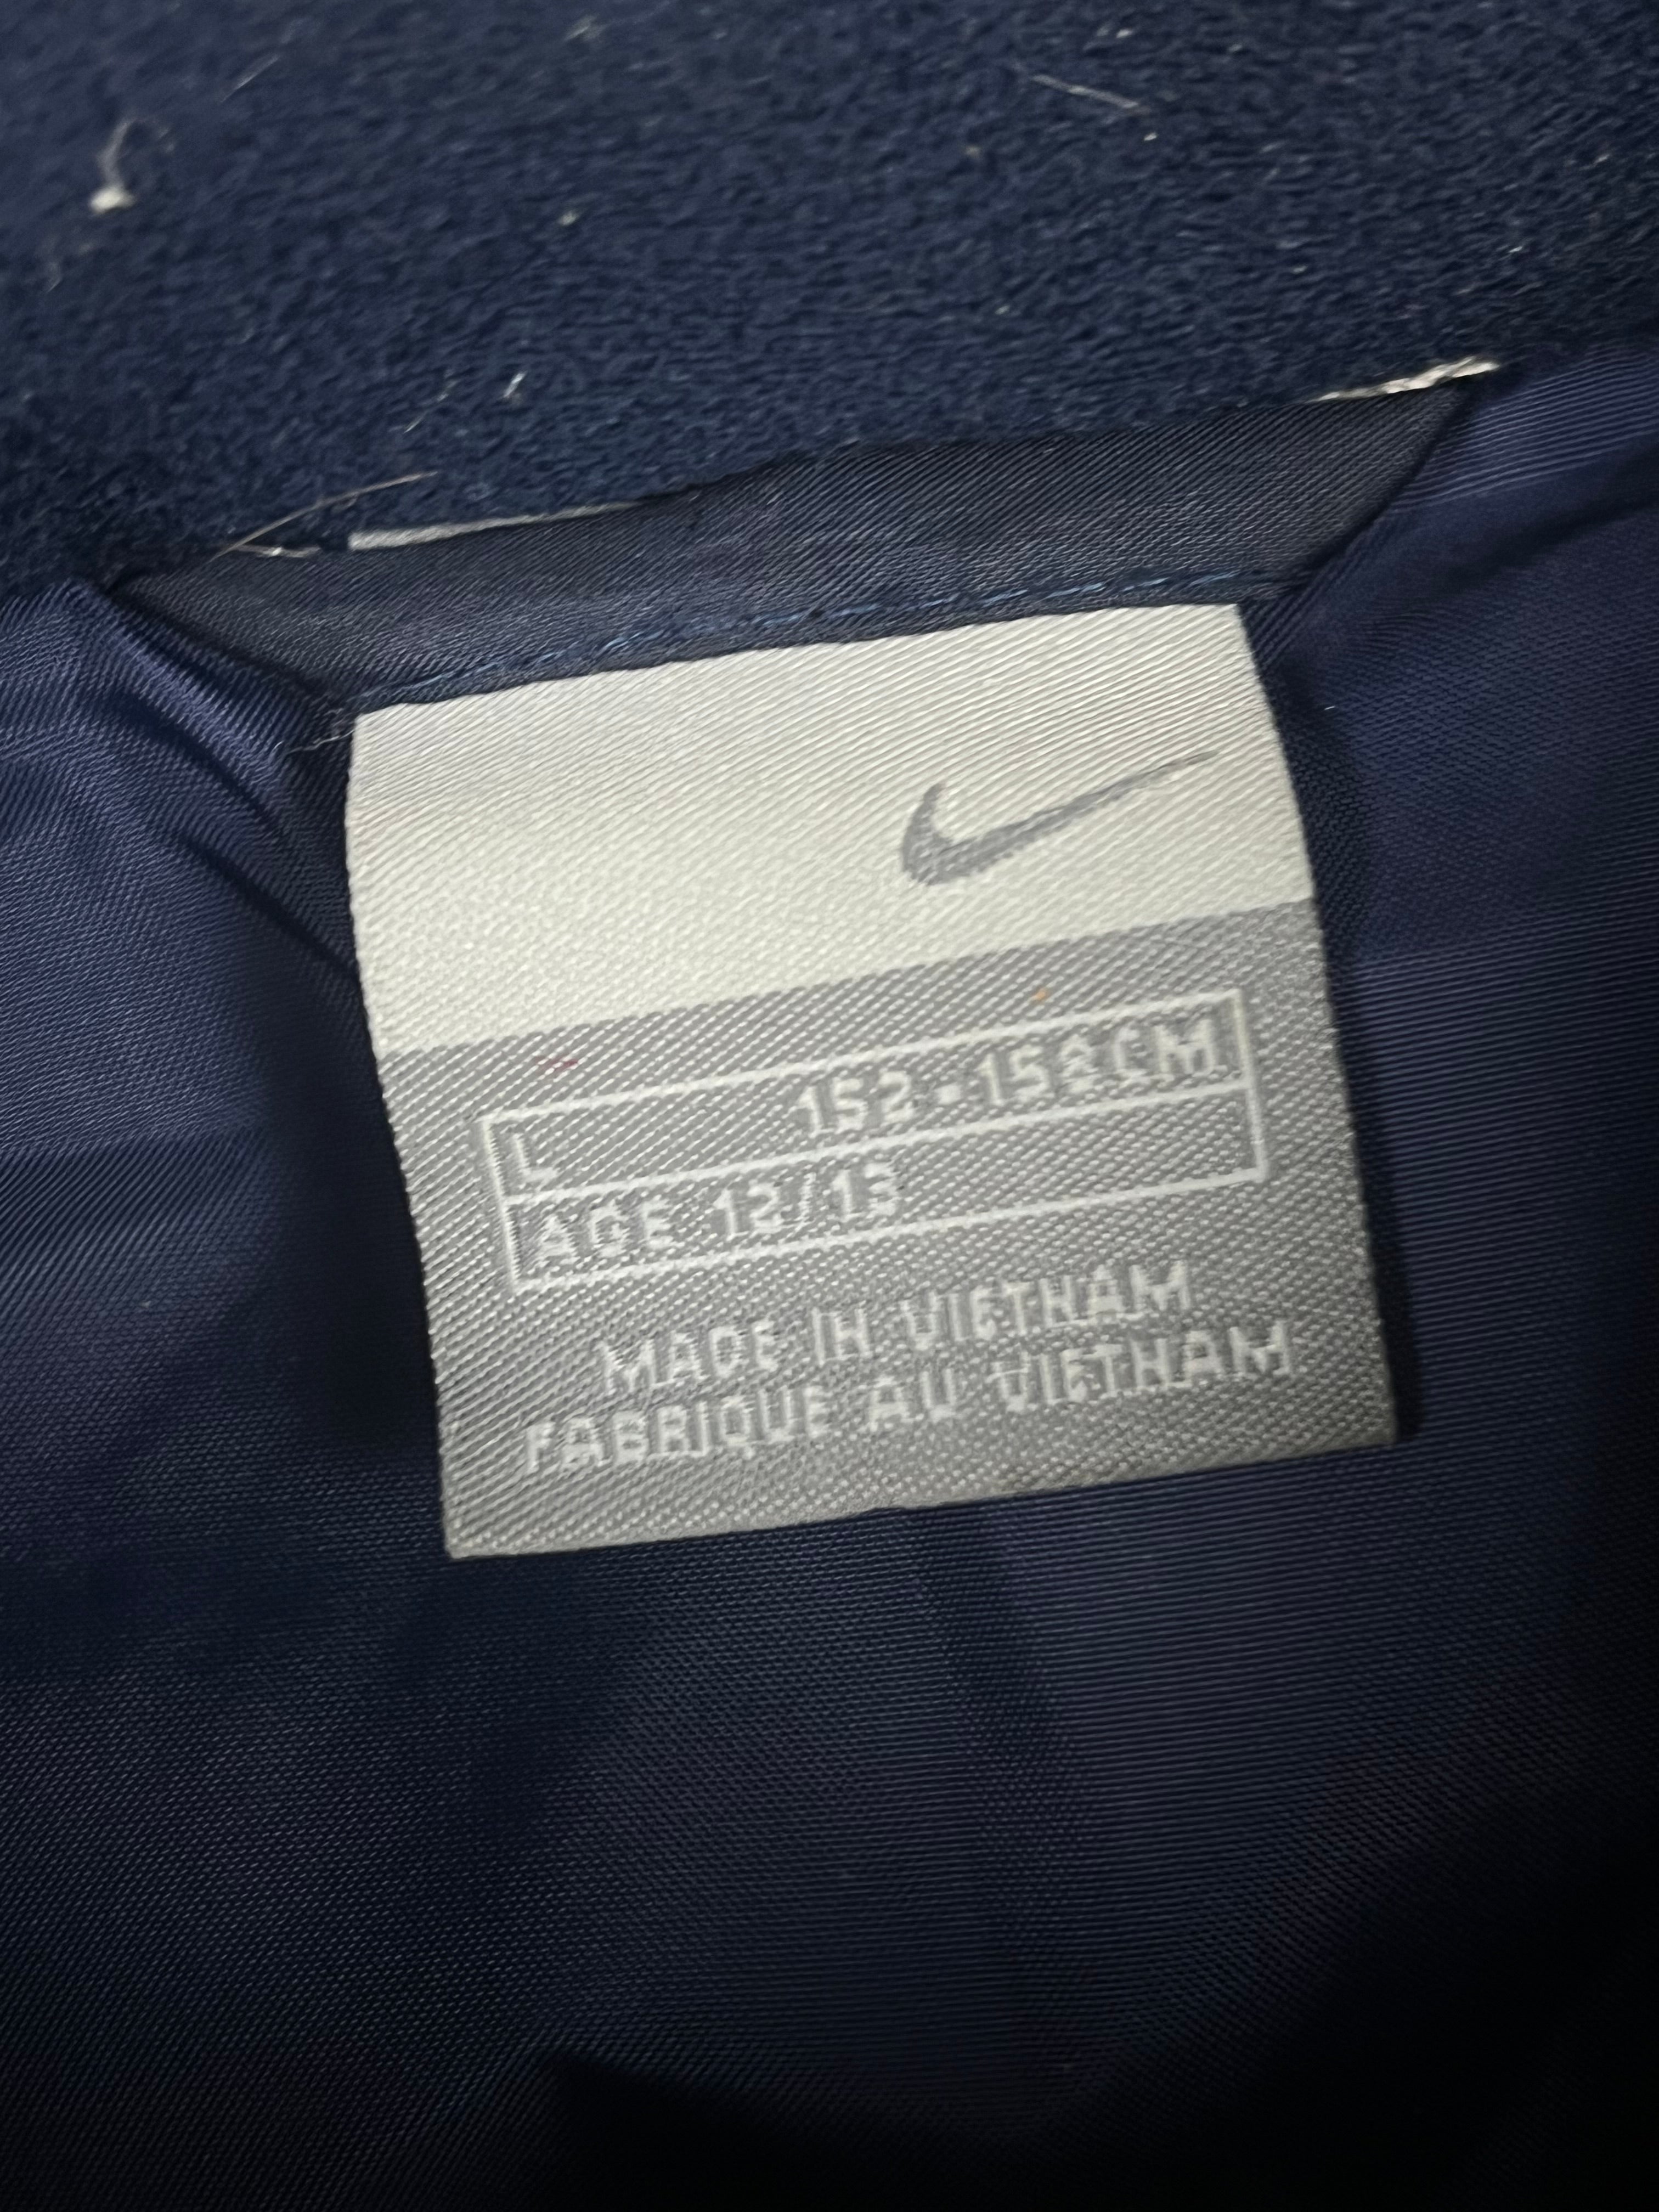 L 152-158CM
AGE 12/13
MADE IN VIETNAM
FABRIQUE AU VIETNAM